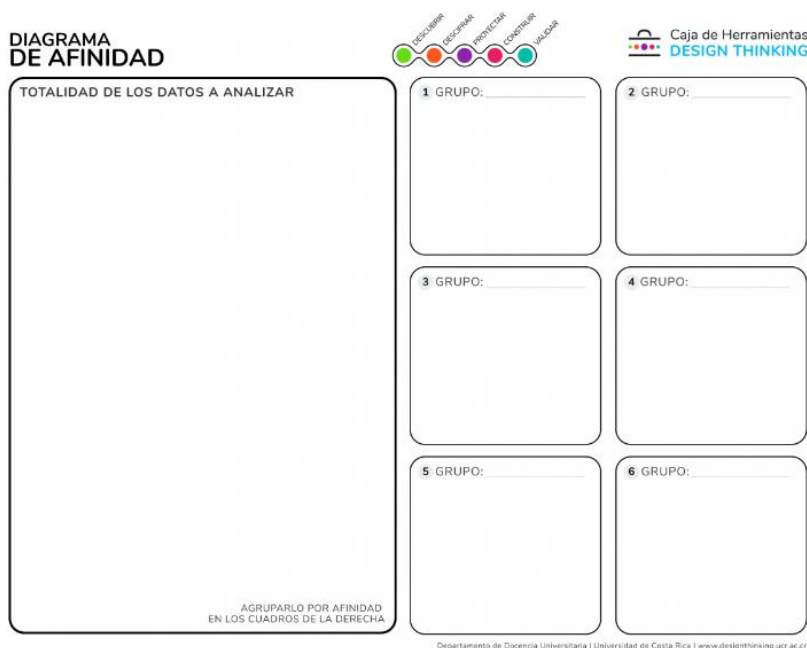 DIAGRAMA
DE AFINIDAD
DESCUBRIR
DESCIFRAR
PROYECTAR
CONSTRUIR
VALIDAR
Caja de Herramientas
DESIGN THINKING
TOTALIDAD DE LOS DATOS A ANALIZAR
AGRUPARLO POR AFINIDAD
EN LOS CUADROS DE LA DERECHA
1 GRUPO:
2 GRUPO:
3 GRUPO:
4 GRUPO:
5 GRUPO:
6 GRUPO:
Departamento de Docencia Universitaria | Universidad de Costa Rica | www.designthinking.ucr.ac.cr